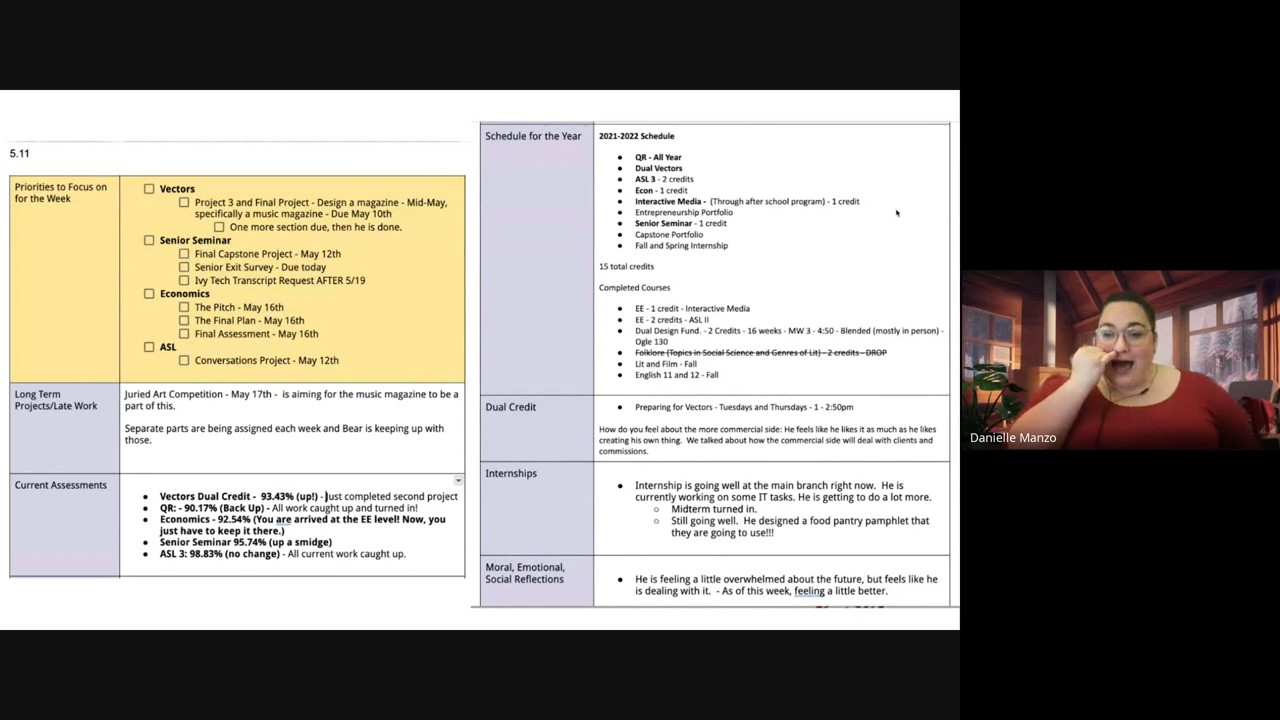 5.11
Priorities to Focus on
for the Week
Vectors
Project 3 and Final Project - Design a magazine - Mid-May,
specifically a music magazine - Due May 10th
One more section due, then he is done.
Senior Seminar
Final Capstone Project - May 12th
Senior Exit Survey - Due today
Ivy Tech Transcript Request AFTER 5/19
Economics
The Pitch - May 16th
The Final Plan - May 16th
Final Assessment - May 16th
ASL
Conversations Project - May 12th
Long Term
Projects/Late Work
Juried Art Competition - May 17th - is aiming for the music magazine to be a
part of this.
Separate parts are being assigned each week and Bear is keeping up with
those.
Current Assessments
Vectors Dual Credit - 93.43% (up!) - Just completed second project
QR: - 90.17% (Back Up) - All work caught up and turned in!
Economics - 92.54% (You are arrived at the EE level! Now, you
just have to keep it there.)
Senior Seminar 95.74% (up a smidge)
ASL 3: 98.83% (no change) - All current work caught up.
Schedule for the Year
2021-2022 Schedule
QR - All Year
Dual Vectors
ASL 3 - 2 credits
Econ - 1 credit
Interactive Media - (Through after school program) - 1 credit
Entrepreneurship Portfolio
Senior Seminar - 1 credit
Capstone Portfolio
Fall and Spring Internship
15 total credits
Completed Courses
EE - 1 credit - Interactive Media
EE - 2 credits - ASL II
Dual Design Fund. - 2 Credits - 16 weeks - MW 3 - 4:50 - Blended (mostly in person) -
Ogle 130
Folklore (Topics in Social Science and Genres of Lit) - 2 credits - DROP
Lit and Film - Fall
English 11 and 12 - Fall
Dual Credit
Preparing for Vectors - Tuesdays and Thursdays - 1 - 2:50pm
How do you feel about the more commercial side: He feels like he likes it as much as he likes
creating his own thing. We talked about how the commercial side will deal with clients and
commissions.
Internships
Internship is going well at the main branch right now. He is
currently working on some IT tasks. He is getting to do a lot more.
Midterm turned in.
Still going well. He designed a food pantry pamphlet that
they are going to use!!!
Moral, Emotional,
Social Reflections
He is feeling a little overwhelmed about the future, but feels like he
is dealing with it. - As of this week, feeling a little better.
Danielle Manzo